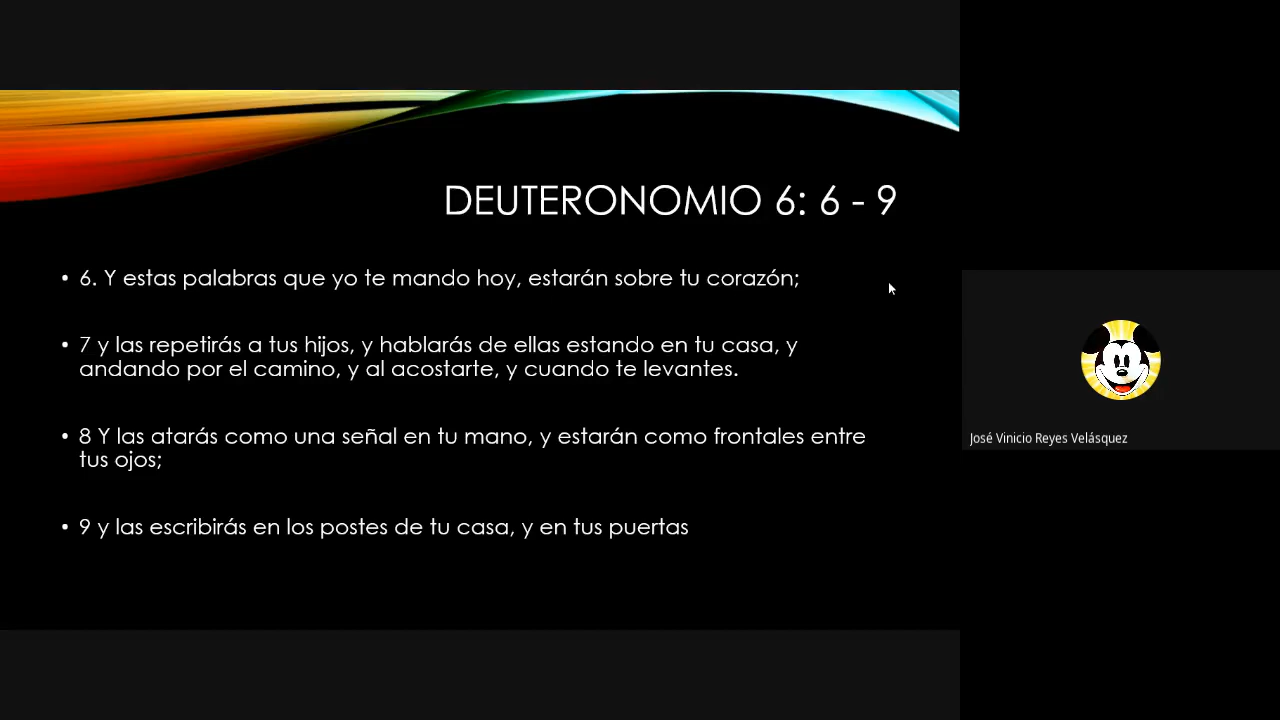 DEUTERONOMIO 6: 6 - 9
• 6. Y estas palabras que yo te mando hoy, estarán sobre tu corazón;
• 7 y las repetirás a tus hijos, y hablarás de ellas estando en tu casa, y
andando por el camino, y al acostarte, y cuando te levantes.
• 8 Y las atarás como una señal en tu mano, y estarán como frontales entre
tus ojos;
• 9 y las escribirás en los postes de tu casa, y en tus puertas
José Vinicio Reyes Velásquez